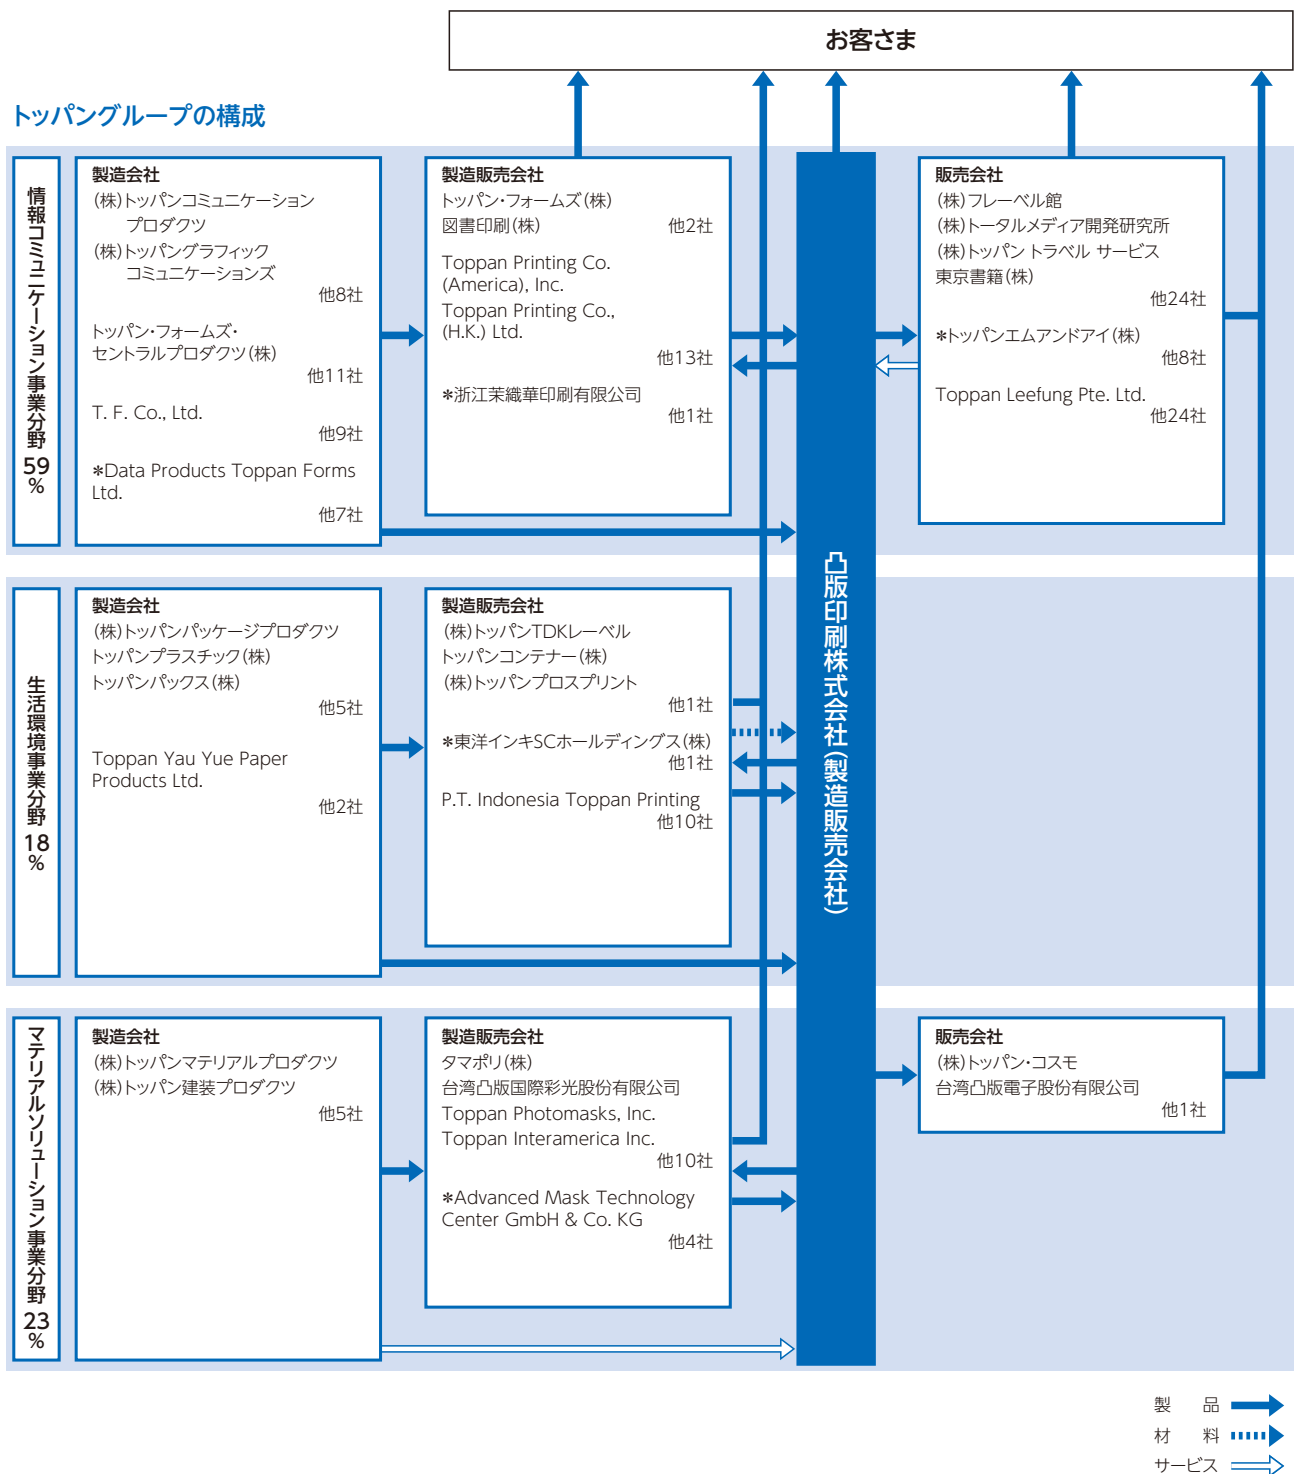 お客さま
トッパングループの構成
情報コミュニケーション事業分野 59%
製造会社
(株)トッパンコミュニケーション
プロダクツ
(株)トッパングラフィック
コミュニケーションズ
他8社
トッパン・フォームズ・
セントラルプロダクツ(株)
他11社
T. F. Co., Ltd.
他9社
*Data Products Toppan Forms
Ltd.
他7社
製造販売会社
トッパン・フォームズ(株)
図書印刷(株) 他2社
Toppan Printing Co.
(America), Inc.
Toppan Printing Co.,
(H.K.) Ltd.
他13社
*浙江茉織華印刷有限公司
他1社
販売会社
(株)フレーベル館
(株)トータルメディア開発研究所
(株)トッパン トラベル サービス
東京書籍(株)
他24社
*トッパンエムアンドアイ(株)
他8社
Toppan Leefung Pte. Ltd.
他24社
凸版印刷株式会社(製造販売会社)
生活環境事業分野 18%
製造会社
(株)トッパンパッケージプロダクツ
トッパンプラスチック(株)
トッパンパックス(株)
他5社
Toppan Yau Yue Paper
Products Ltd.
他2社
製造販売会社
(株)トッパンTDKレーベル
トッパンコンテナー(株)
(株)トッパンプロスプリント
他1社
*東洋インキSCホールディングス(株)
他1社
P.T. Indonesia Toppan Printing
他10社
マテリアルソリューション事業分野 23%
製造会社
(株)トッパンマテリアルプロダクツ
(株)トッパン建装プロダクツ
他5社
製造販売会社
タマポリ(株)
台湾凸版国際彩光股份有限公司
Toppan Photomasks, Inc.
Toppan Interamerica Inc.
他10社
*Advanced Mask Technology
Center GmbH & Co. KG
他4社
販売会社
(株)トッパン・コスモ
台湾凸版電子股份有限公司
他1社
製 品
材 料
サービス